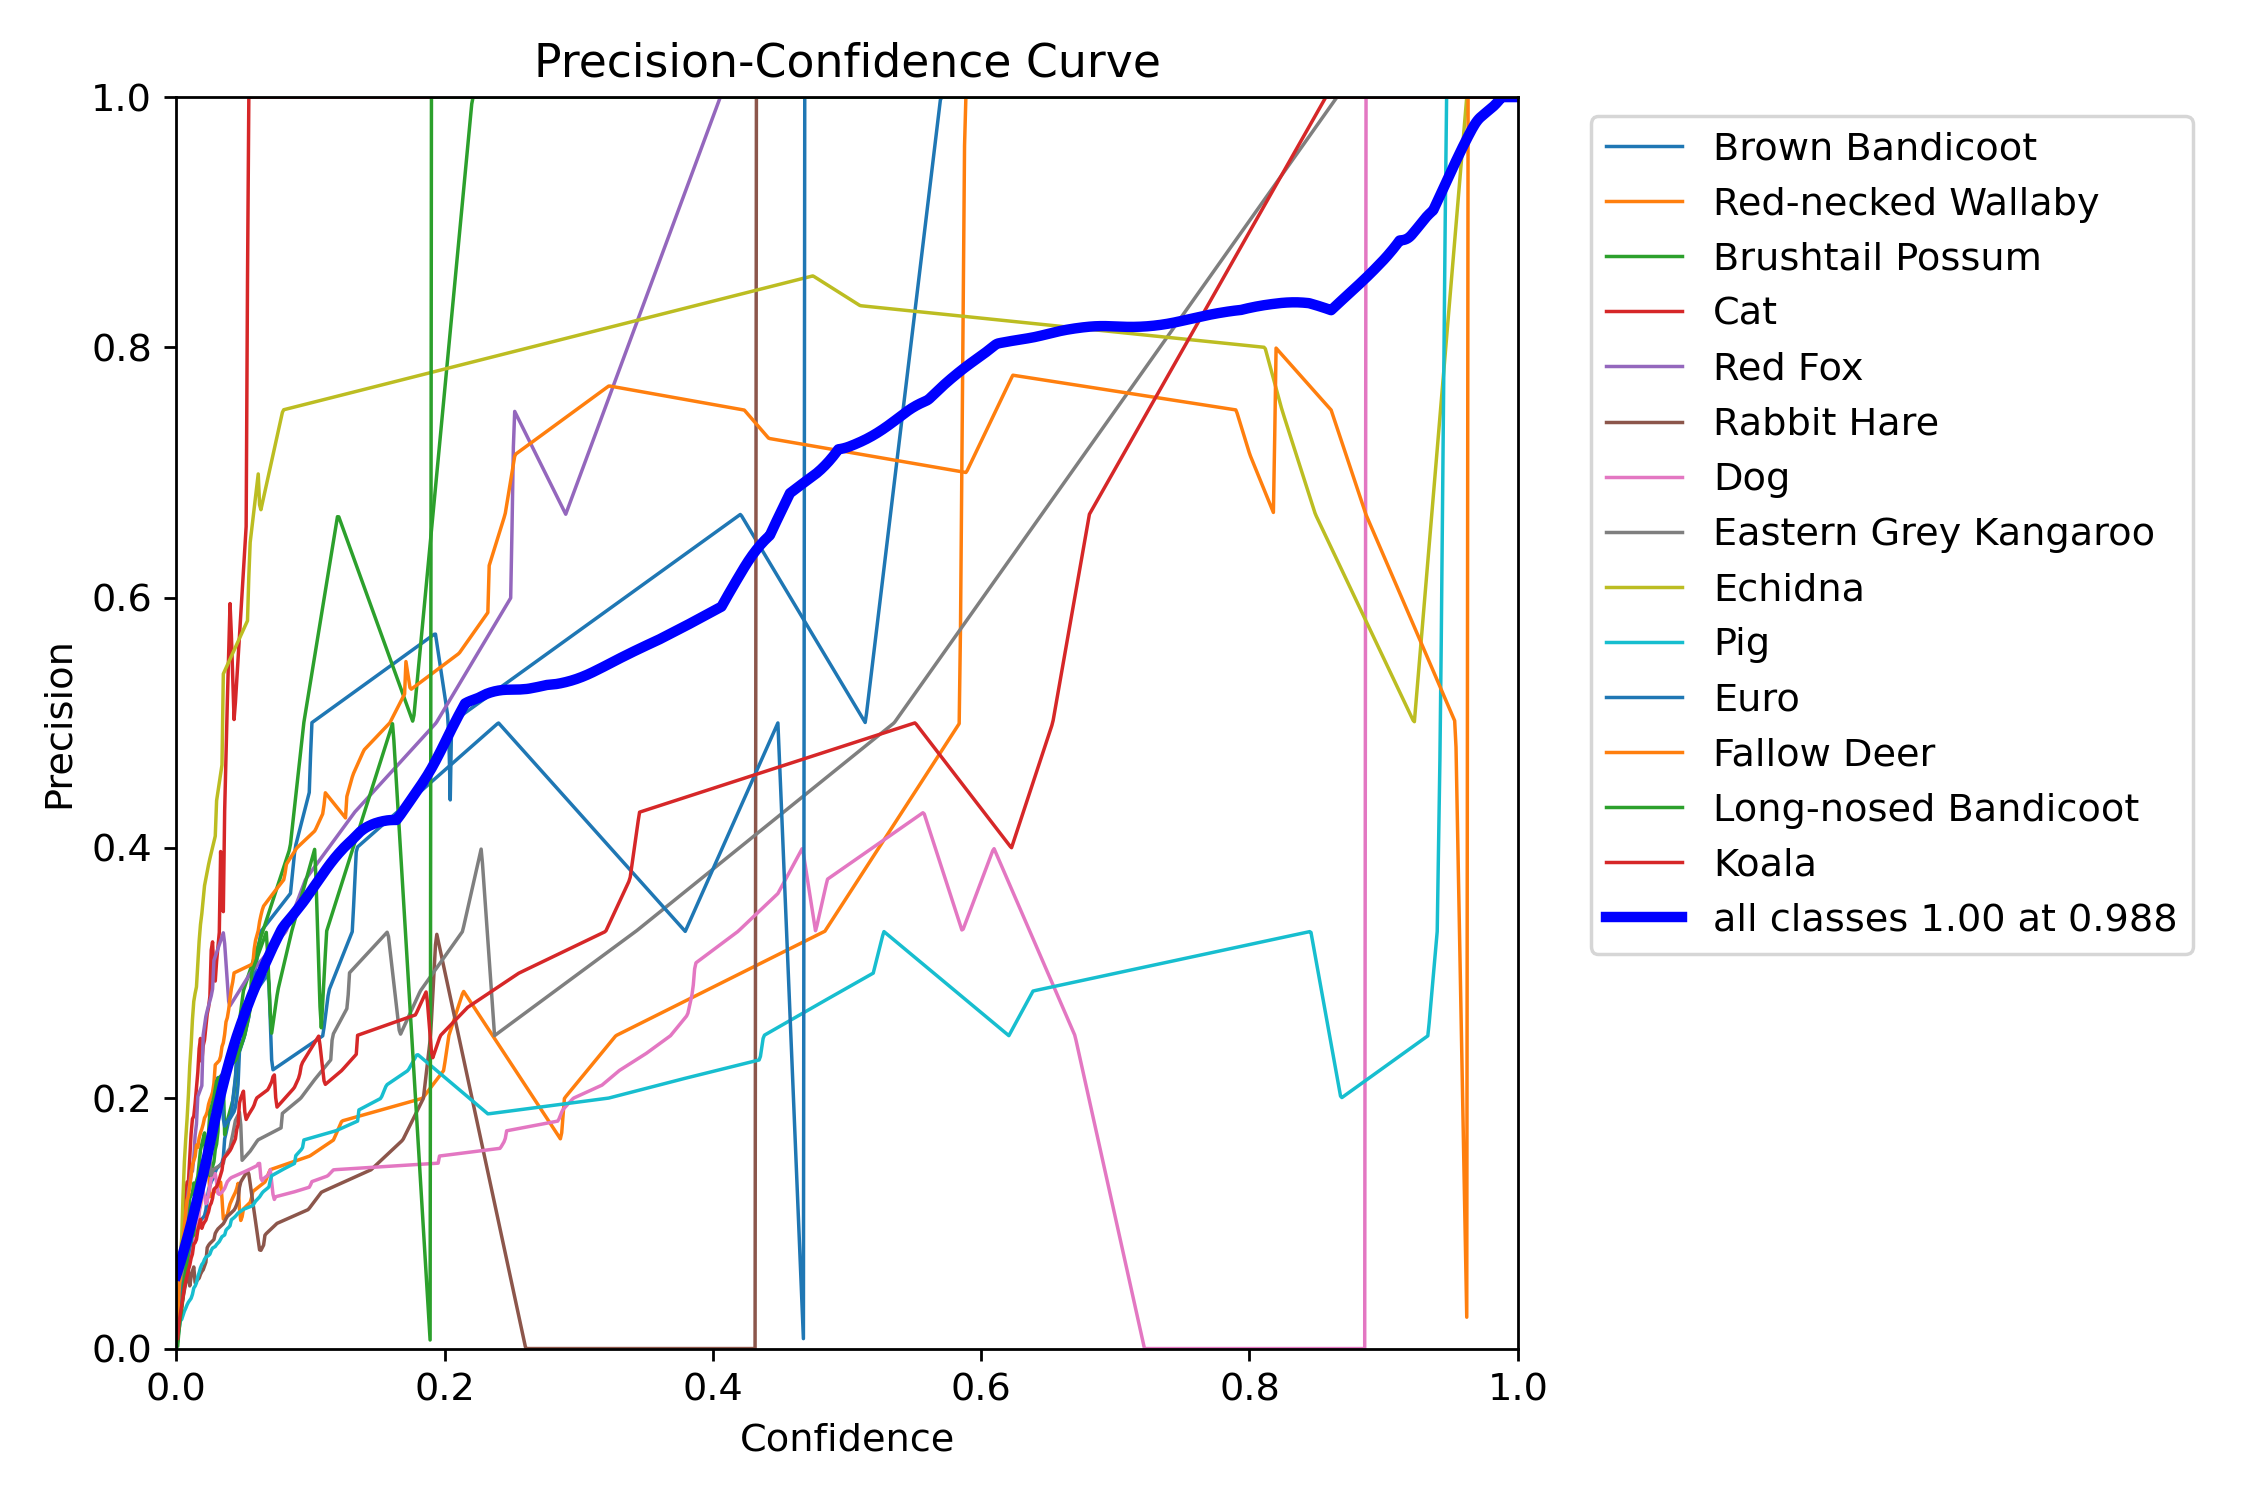 Precision-Confidence Curve
1.0
0.8
0.6
0.4
0.2
0.0
Precision
0.0 0.2 0.4 0.6 0.8 1.0
Confidence
Brown Bandicoot
Red-necked Wallaby
Brushtail Possum
Cat
Red Fox
Rabbit Hare
Dog
Eastern Grey Kangaroo
Echidna
Pig
Euro
Fallow Deer
Long-nosed Bandicoot
Koala
all classes 1.00 at 0.988